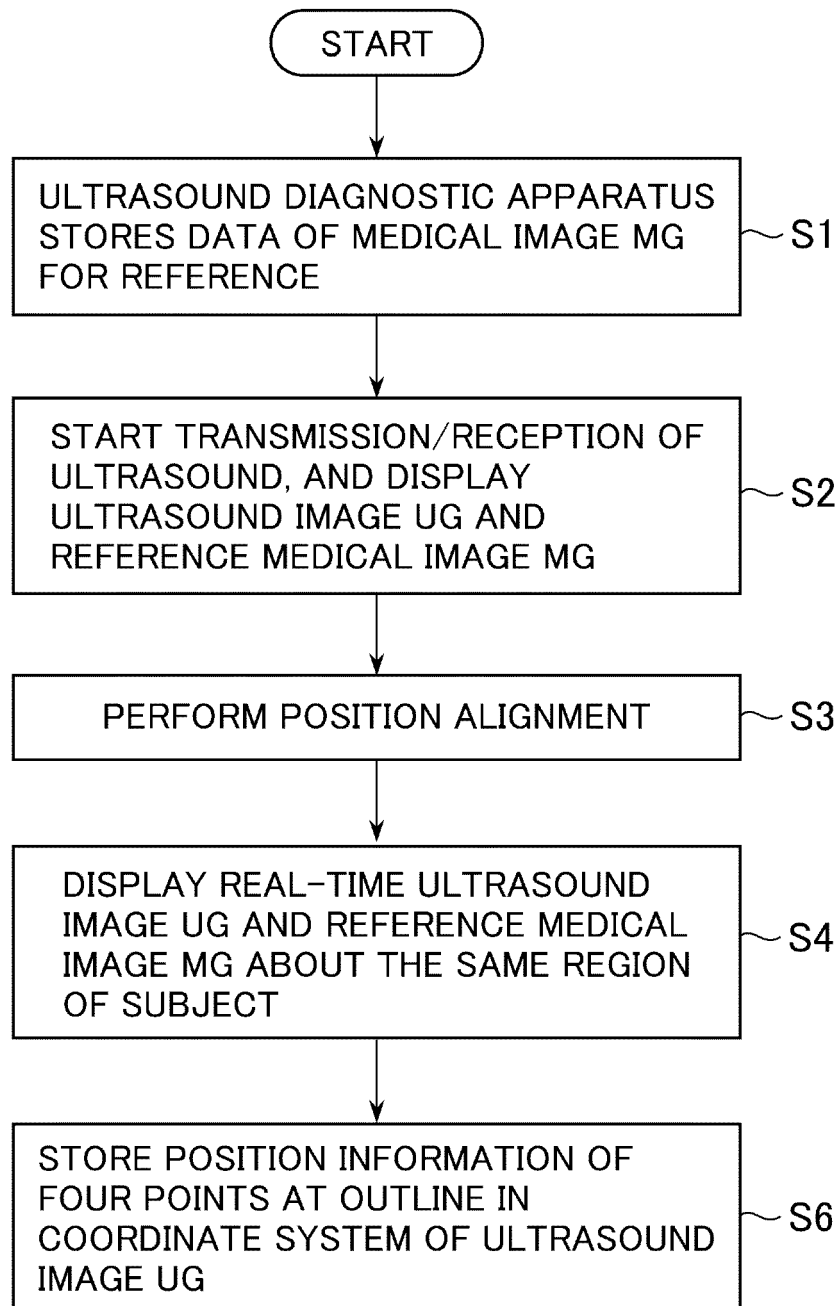 START
ULTRASOUND DIAGNOSTIC APPARATUS
STORES DATA OF MEDICAL IMAGE MG
FOR REFERENCE
S1
START TRANSMISSION/RECEPTION OF
ULTRASOUND, AND DISPLAY
ULTRASOUND IMAGE UG AND
REFERENCE MEDICAL IMAGE MG
S2
PERFORM POSITION ALIGNMENT
S3
DISPLAY REAL-TIME ULTRASOUND
IMAGE UG AND REFERENCE MEDICAL
IMAGE MG ABOUT THE SAME REGION
OF SUBJECT
S4
STORE POSITION INFORMATION OF
FOUR POINTS AT OUTLINE IN
COORDINATE SYSTEM OF ULTRASOUND
IMAGE UG
S6